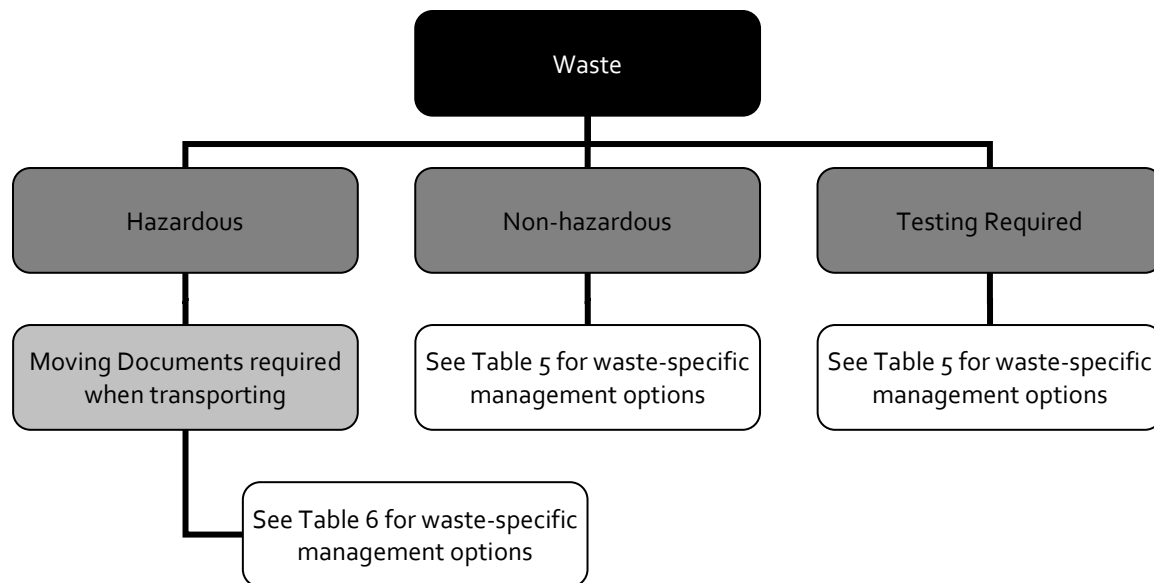 Waste
Hazardous
Non-hazardous
Testing Required
Moving Documents required
when transporting
See Table 5 for waste-specific
management options
See Table 5 for waste-specific
management options
See Table 6 for waste-specific
management options